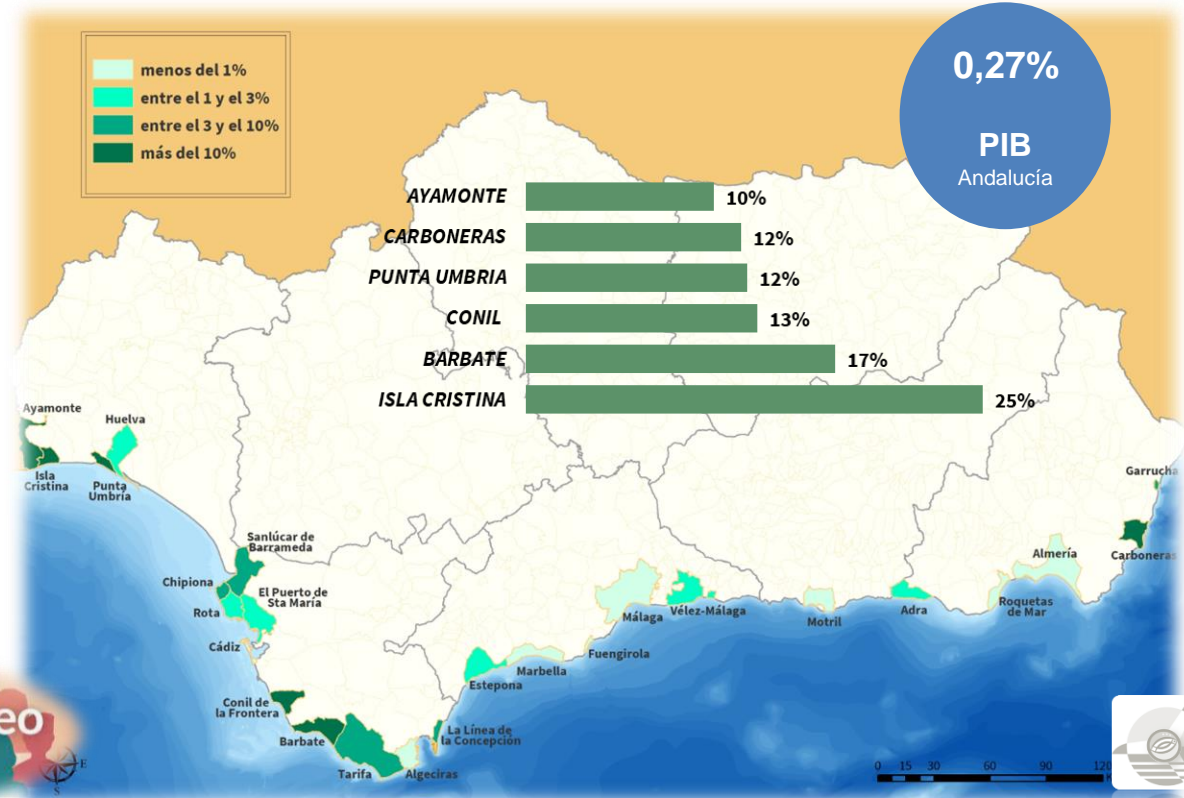 menos del 1%
entre el 1 y el 3%
entre el 3 y el 10%
más del 10%
0,27%
PIB
Andalucía
AYAMONTE 10%
CARBONERAS 12%
PUNTA UMBRIA 12%
CONIL 13%
BARBATE 17%
ISLA CRISTINA 25%
Ayamonte
Huelva
Isla
Cristina
Punta
Umbría
Sanlúcar de
Barrameda
Chipiona
El Puerto de
Sta María
Rota
Cádiz
Conil de
la Frontera
Barbate
Tarifa
Algeciras
La Línea de
la Concepción
Estepona
Marbella
Fuengirola
Málaga
Vélez-Málaga
Motril
Adra
Roquetas
de Mar
Almería
Garrucha
Carboneras
eo
E
S
0 15 30 60 90 120
K